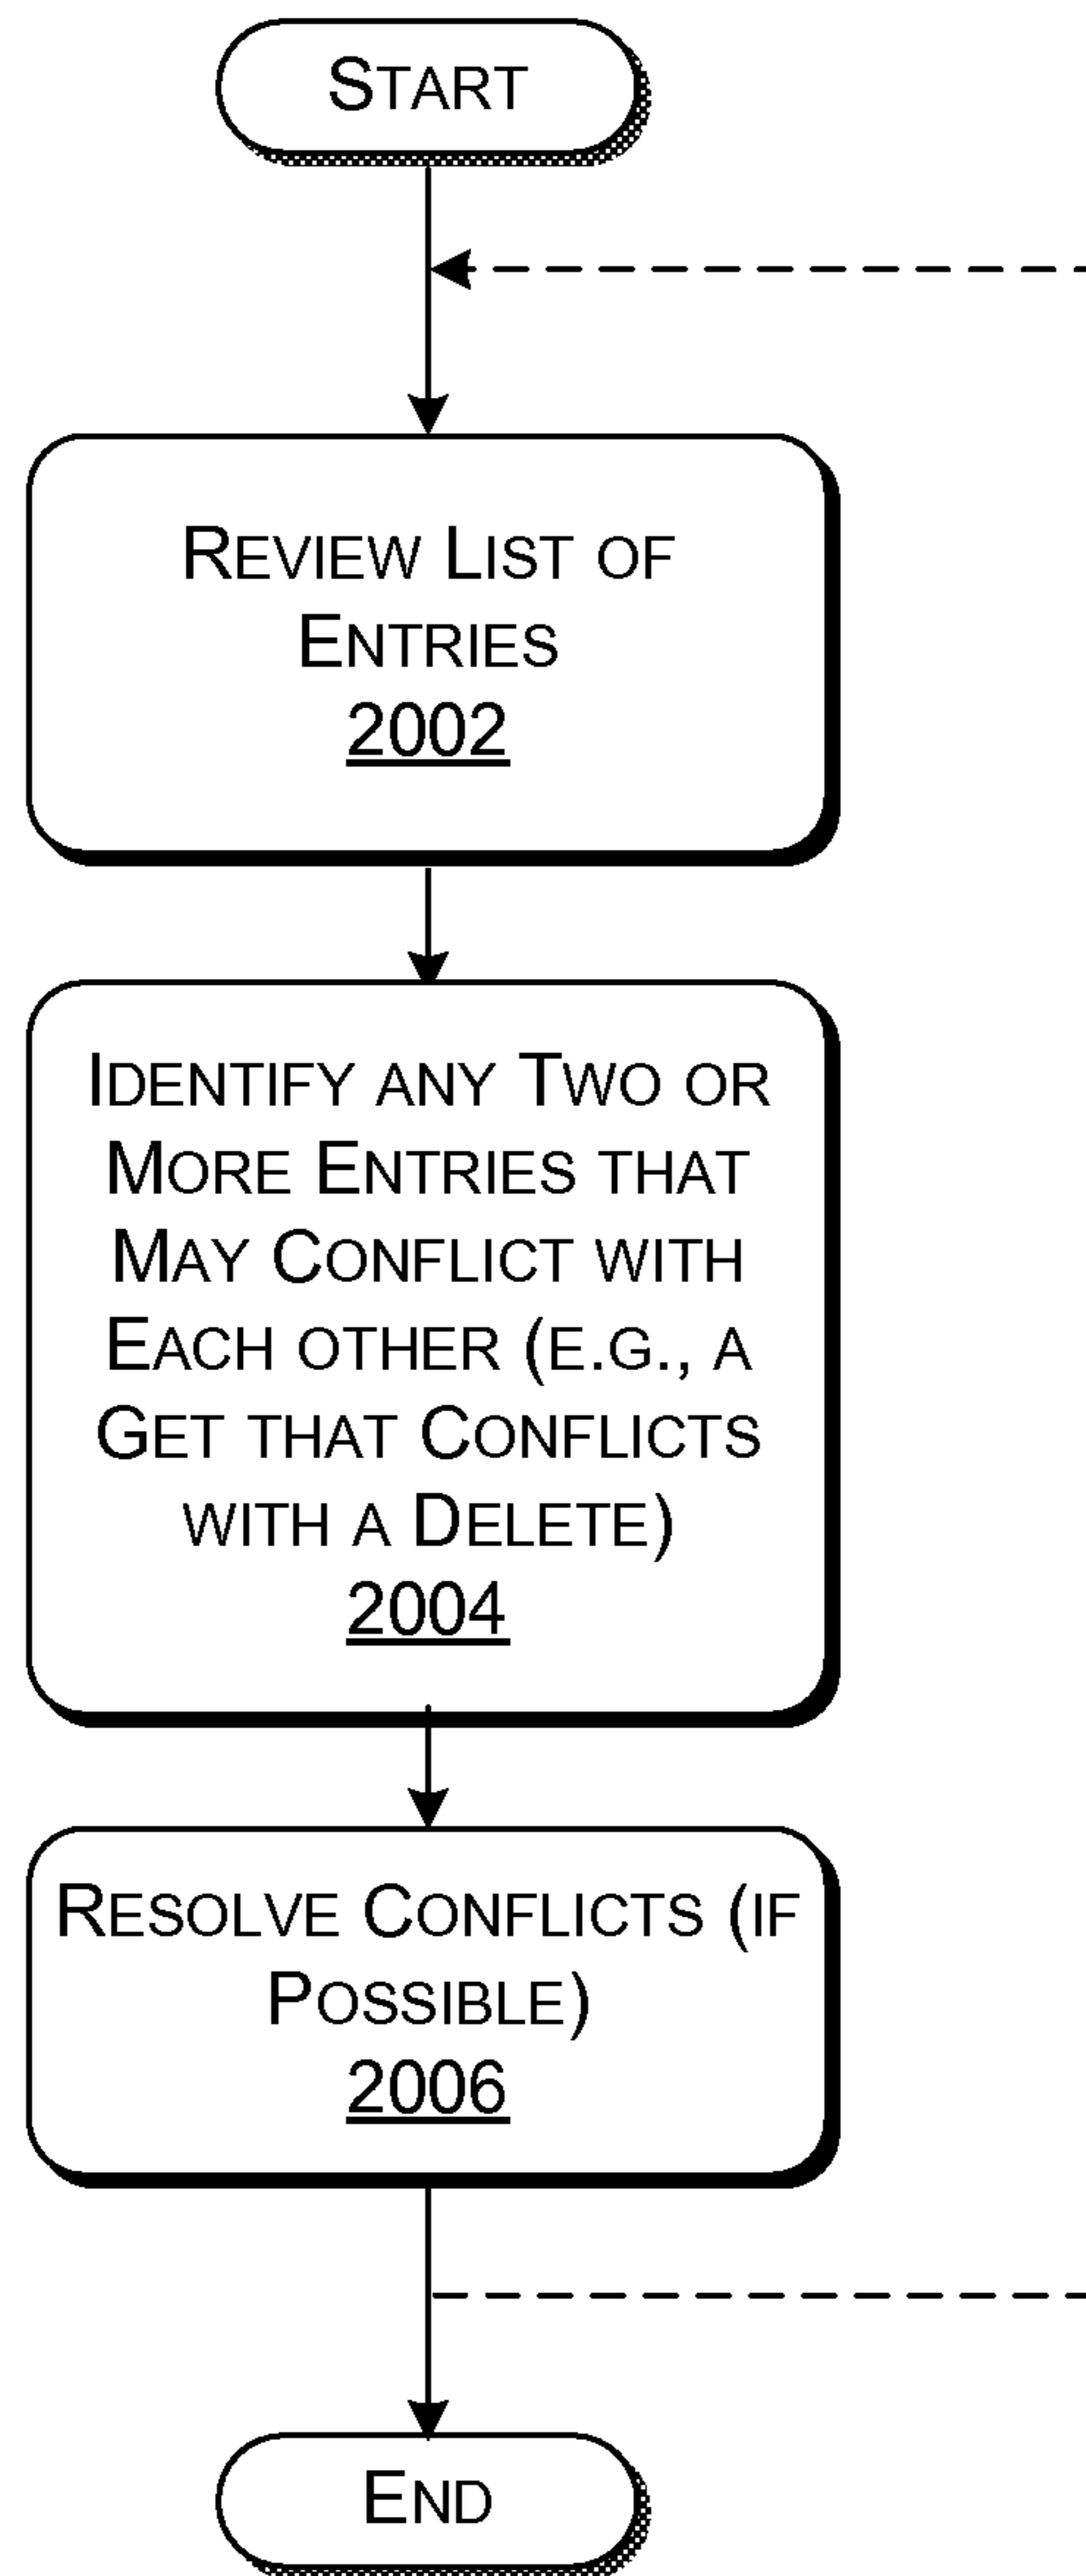 START
REVIEW LIST OF
ENTRIES
2002
IDENTIFY ANY TWO OR
MORE ENTRIES THAT
MAY CONFLICT WITH
EACH OTHER (E.G., A
GET THAT CONFLICTS
WITH A DELETE)
2004
RESOLVE CONFLICTS (IF
POSSIBLE)
2006
END